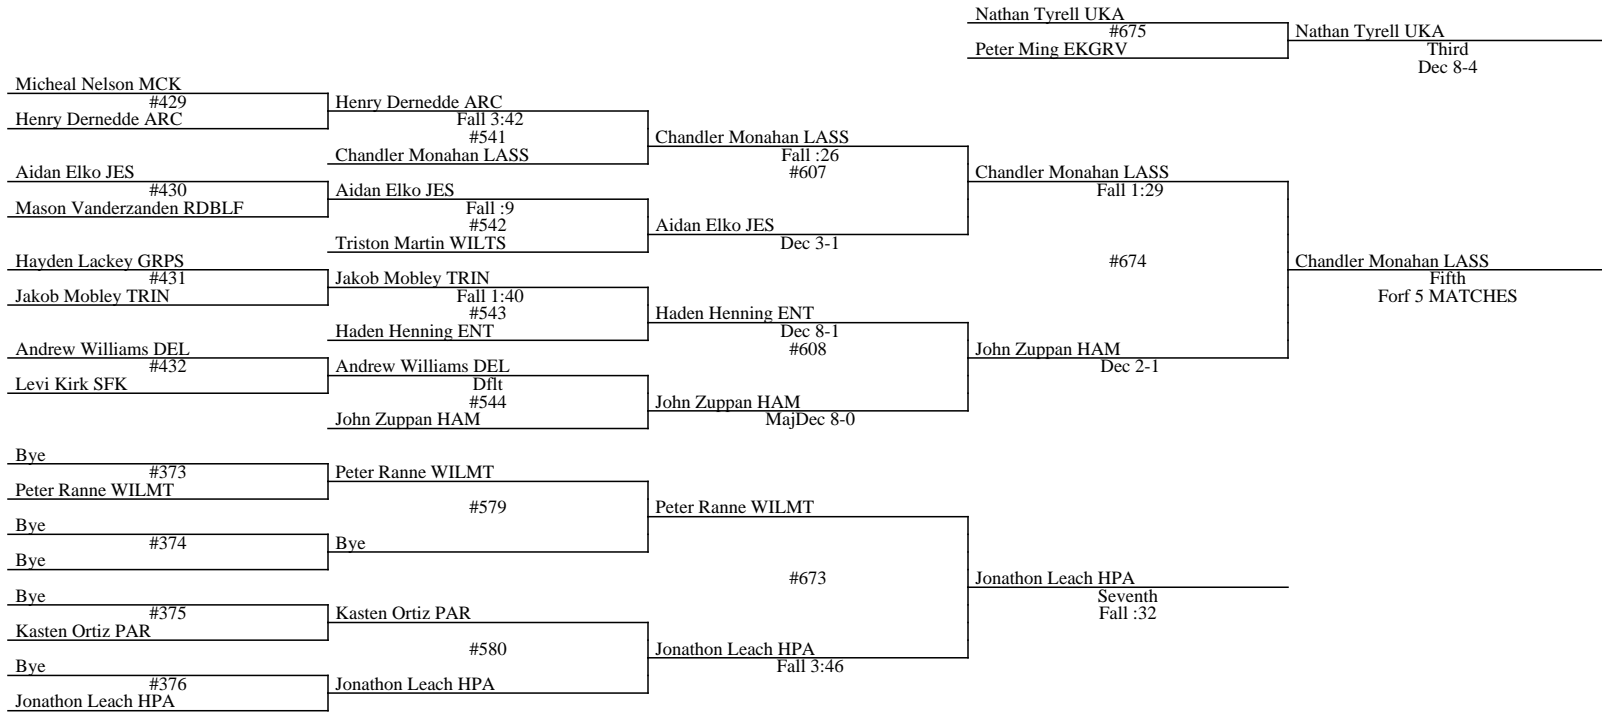 Nathan Tyrell UKA
#675
Peter Ming EKGRV
Nathan Tyrell UKA
Third
Dec 8-4
Micheal Nelson MCK
#429
Henry Dernedde ARC
Henry Dernedde ARC
Fall 3:42
#541
Chandler Monahan LASS
Chandler Monahan LASS
Fall :26
#607
Aidan Elko JES
#430
Mason Vanderzanden RDBLF
Aidan Elko JES
Fall :9
#542
Triston Martin WILTS
Aidan Elko JES
Dec 3-1
Chandler Monahan LASS
Fall 1:29
#674
Hayden Lackey GRPS
#431
Jakob Mobley TRIN
Jakob Mobley TRIN
Fall 1:40
#543
Haden Henning ENT
Haden Henning ENT
Dec 8-1
#608
Andrew Williams DEL
#432
Levi Kirk SFK
Andrew Williams DEL
Dflt
#544
John Zuppan HAM
John Zuppan HAM
MajDec 8-0
John Zuppan HAM
Dec 2-1
Chandler Monahan LASS
Fifth
Forf 5 MATCHES
Bye
#373
Peter Ranne WILMT
Peter Ranne WILMT
#579
Bye
#374
Bye
Bye
Peter Ranne WILMT
#673
Bye
#375
Kasten Ortiz PAR
Kasten Ortiz PAR
#580
Bye
#376
Jonathon Leach HPA
Jonathon Leach HPA
Jonathon Leach HPA
Fall 3:46
Jonathon Leach HPA
Seventh
Fall :32